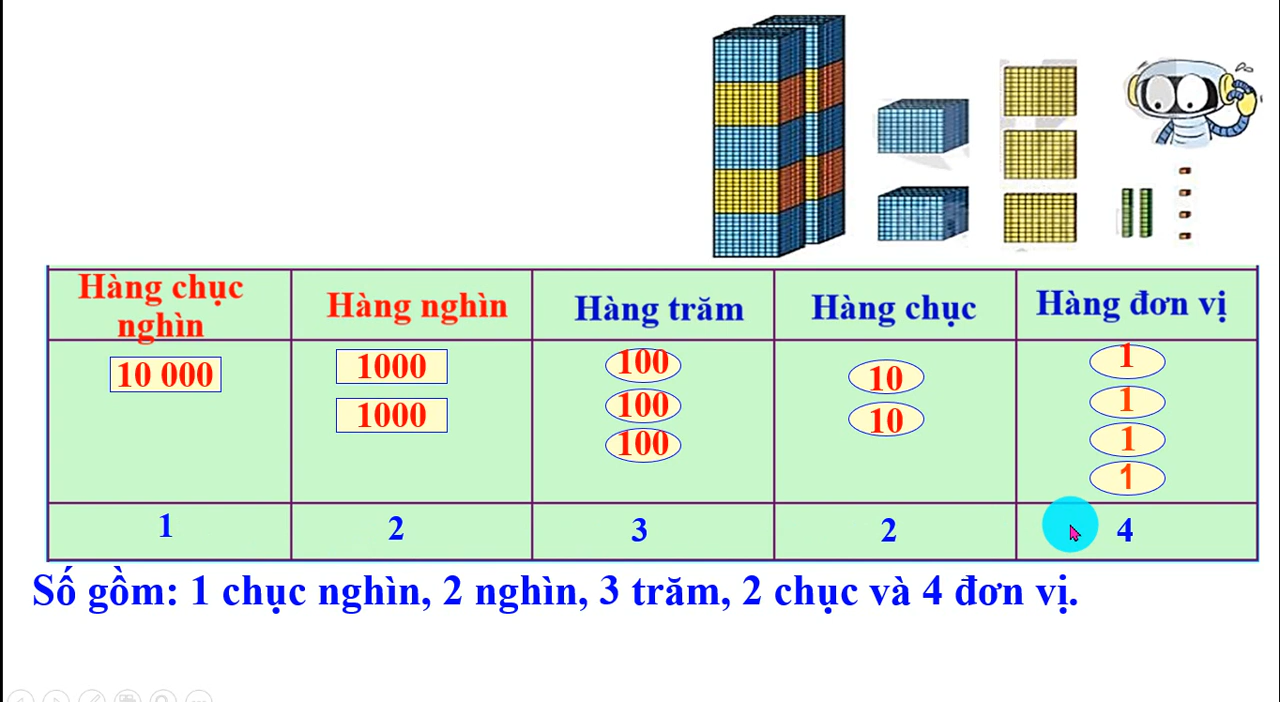 Hàng chục
nghìn
Hàng nghìn
Hàng trăm
Hàng chục
Hàng đơn vị
10 000
1000
1000
100
100
100
10
10
1
1
1
1
1
2
3
2
4
Số gồm: 1 chục nghìn, 2 nghìn, 3 trăm, 2 chục và 4 đơn vị.